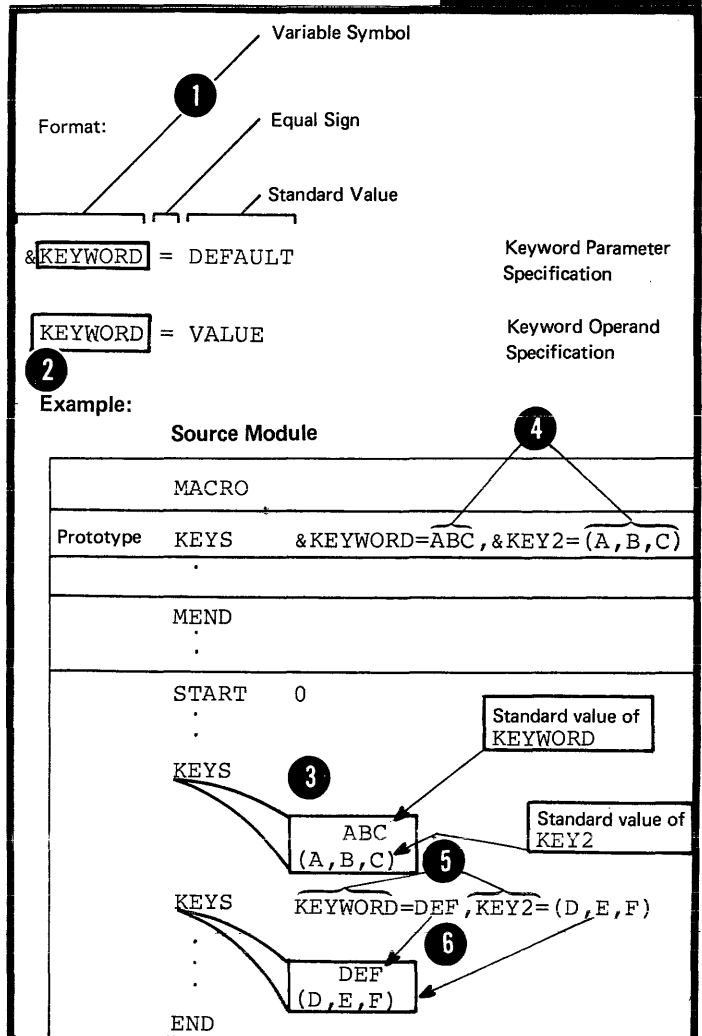 Variable Symbol
1
Format:
Equal Sign
Standard Value
&KEYWORD = DEFAULT
Keyword Parameter
Specification
KEYWORD = VALUE
Keyword Operand
Specification
2
Example:
Source Module
4
MACRO
Prototype KEYS &KEYWORD=ABC,&KEY2=(A,B,C)
.
MEND
.
START 0
.
.
Standard value of
KEYWORD
KEYS
3
ABC
(A,B,C)
Standard value of
KEY2
5
KEYS KEYWORD=DEF,KEY2=(D,E,F)
6
.
.
.
DEF
(D,E,F)
END